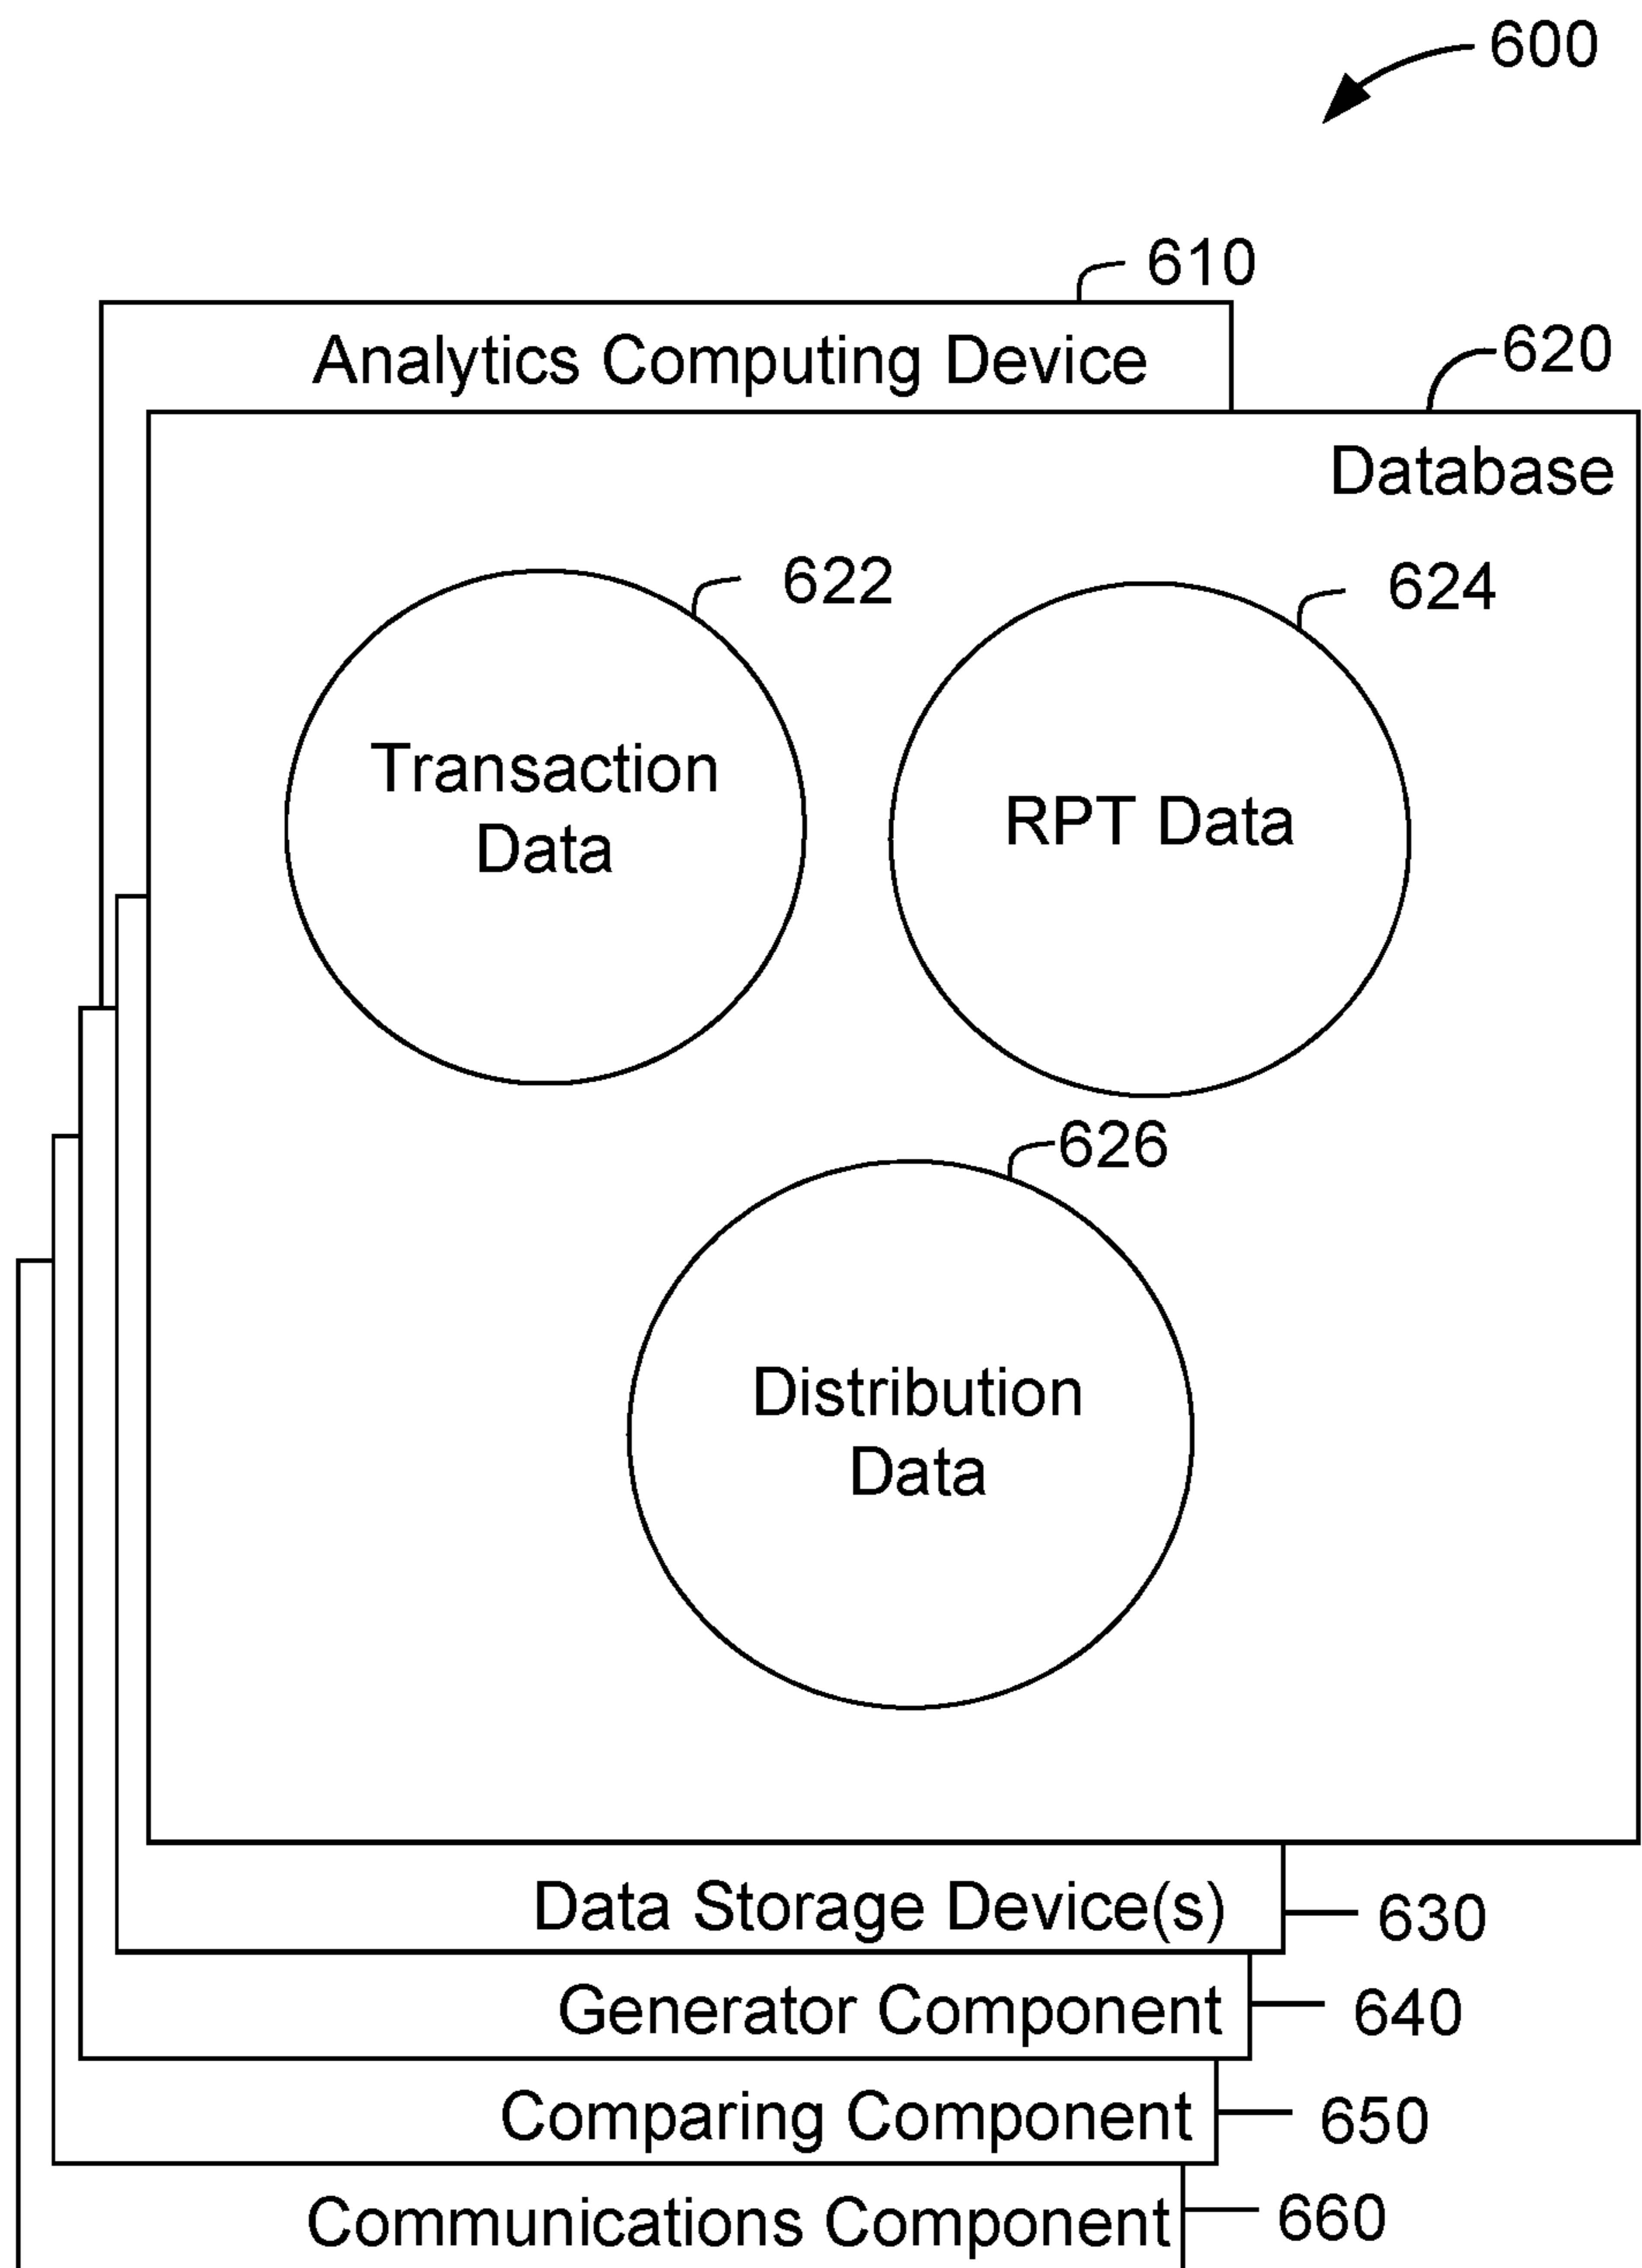 600
610
Analytics Computing Device
620
Database
622
624
Transaction
Data
RPT Data
626
Distribution
Data
Data Storage Device(s)
630
Generator Component
640
Comparing Component
650
Communications Component
660